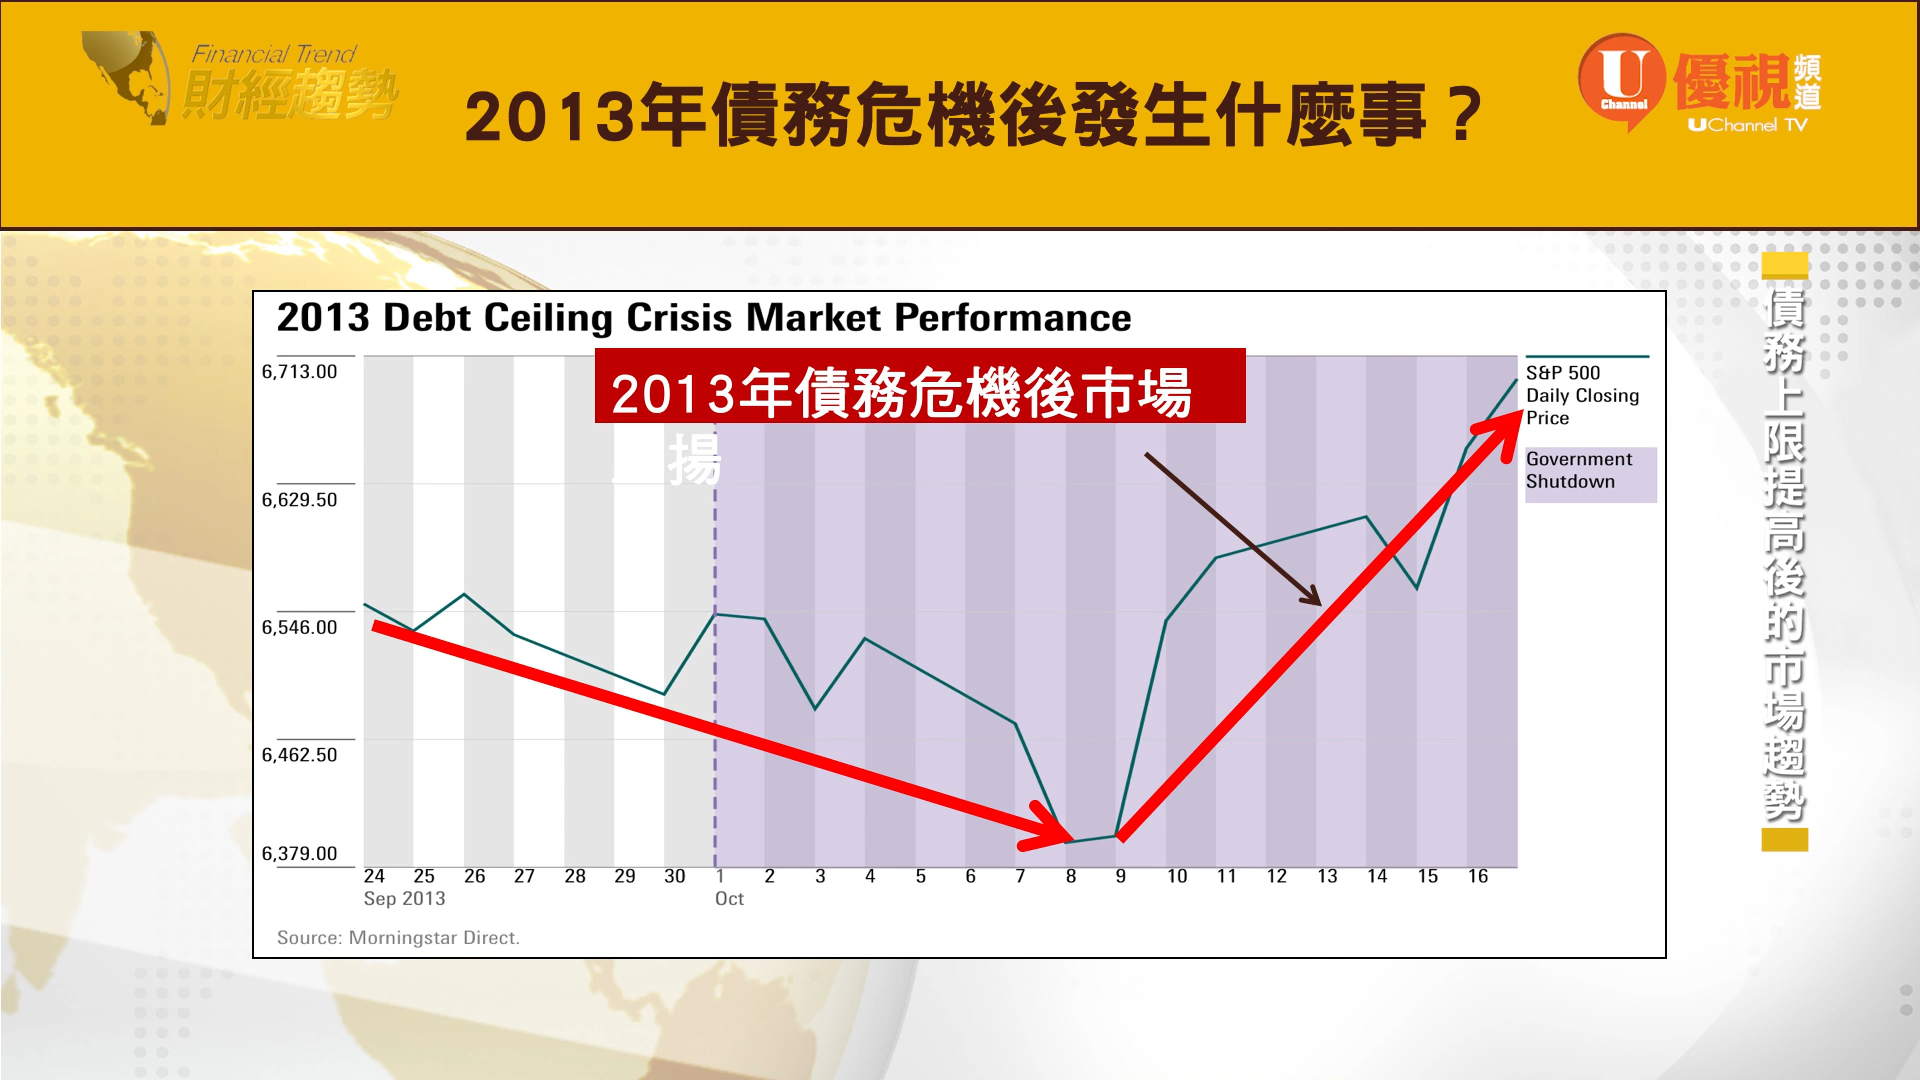 Financial Trend
財經趨勢
2013年債務危機後發生什麼事？
U
Channel
優視
頻道
UChannel TV
2013 Debt Ceiling Crisis Market Performance
2013年債務危機後市場
揚
6,713.00
6,629.50
6,546.00
6,462.50
6,379.00
S&P 500
Daily Closing
Price
Government
Shutdown
24 25 26 27 28 29 30 1 2 3 4 5 6 7 8 9 10 11 12 13 14 15 16
Sep 2013 Oct
Source: Morningstar Direct.
債務上限提高後的市場趨勢